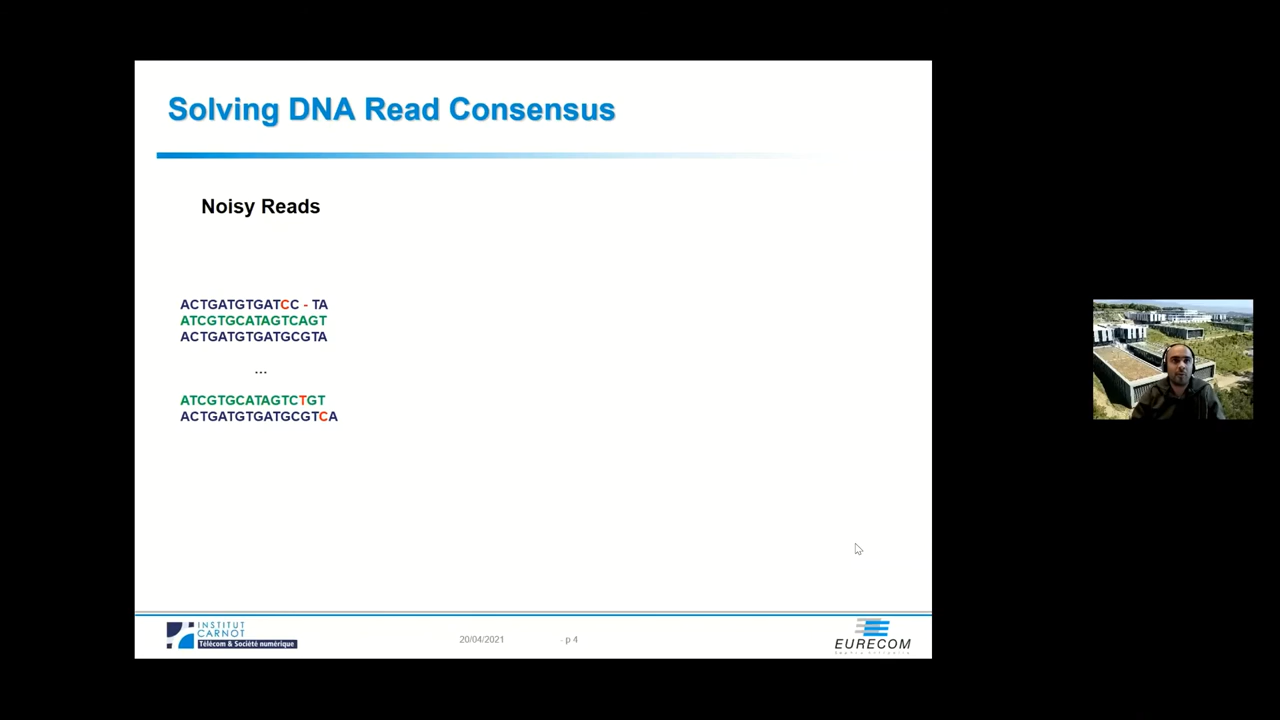 Solving DNA Read Consensus
Noisy Reads
ACTGATGTGATCC - TA
ATCGTGCATAGTCAGT
ACTGATGTGATGCGTA
...
ATCGTGCATAGTCTGT
ACTGATGTGATGCGTCA
INSTITUT
CARNOT
Télécom & Société numérique
20/04/2021
- p 4
EURECOM